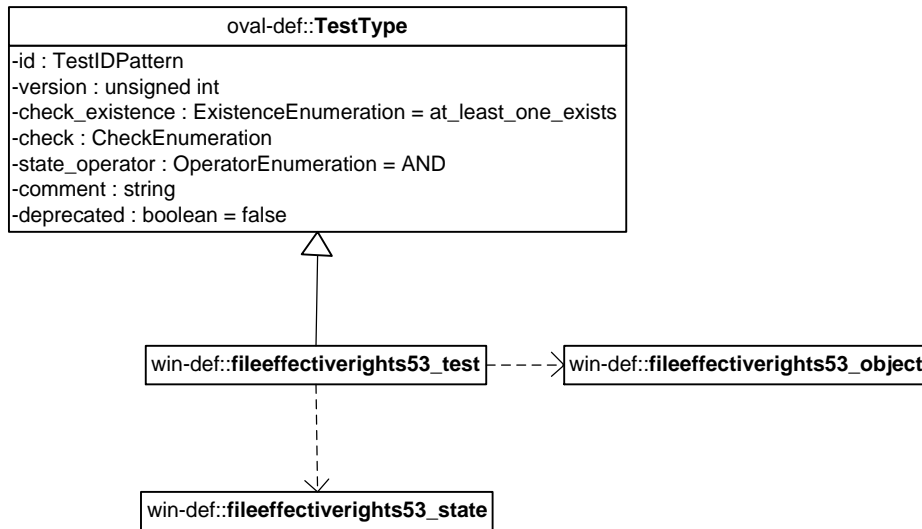 oval-def::TestType
-id : TestIDPattern
-version : unsigned int
-check_existence : ExistenceEnumeration = at_least_one_exists
-check : CheckEnumeration
-state_operator : OperatorEnumeration = AND
-comment : string
-deprecated : boolean = false
win-def::fileeffectiverights53_test
win-def::fileeffectiverights53_object
win-def::fileeffectiverights53_state